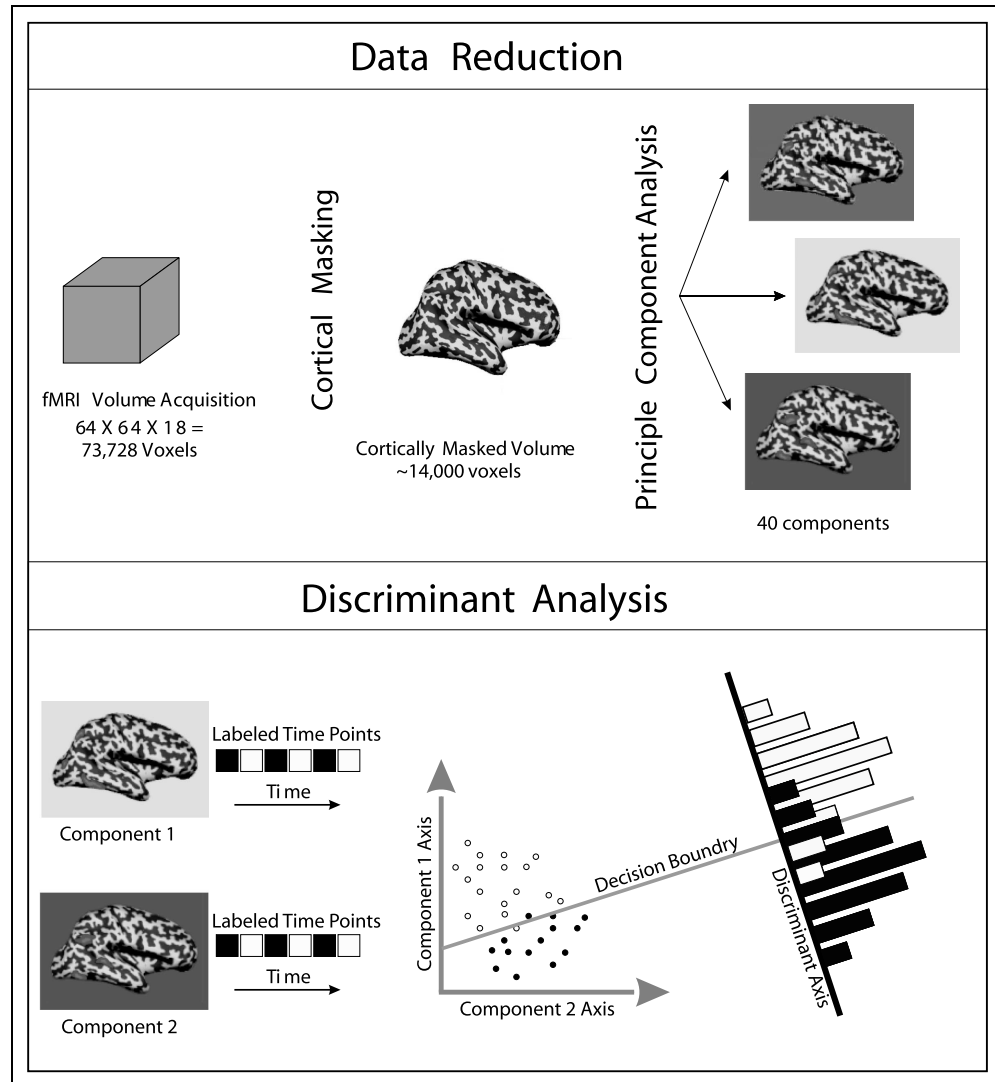 Data Reduction
fMRI Volume Acquisition
64 X 64 X 18 =
73,728 Voxels
Cortical Masking
Cortically Masked Volume
~14,000 voxels
Principle Component Analysis
40 components
Discriminant Analysis
Labeled Time Points
Time
Component 1
Labeled Time Points
Time
Component 2
Component 1 Axis
Component 2 Axis
Decision Boundry
Discriminant Axis